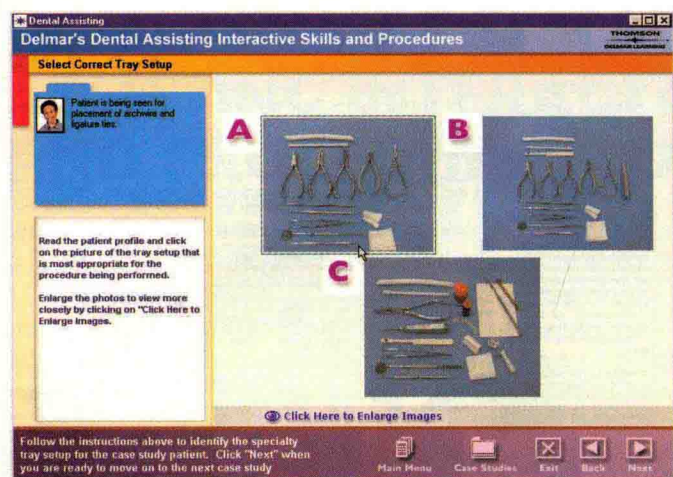 Dental Assisting
Delmar's Dental Assisting Interactive Skills and Procedures
THOMSON
DELMAR LEARNING
Select Correct Tray Setup
Patient is being seen for
placement of archwire and
ligature ties.
A
B
C
Read the patient profile and click
on the picture of the tray setup that
is most appropriate for the
procedure being performed.
Enlarge the photos to view more
closely by clicking on "Click Here to
Enlarge Images.
Click Here to Enlarge Images
Follow the instructions above to identify the specialty
tray setup for the case study patient. Click "Next" when
you are ready to move on to the next case study
Main Menu
Case Studies
Exit
Back
Next